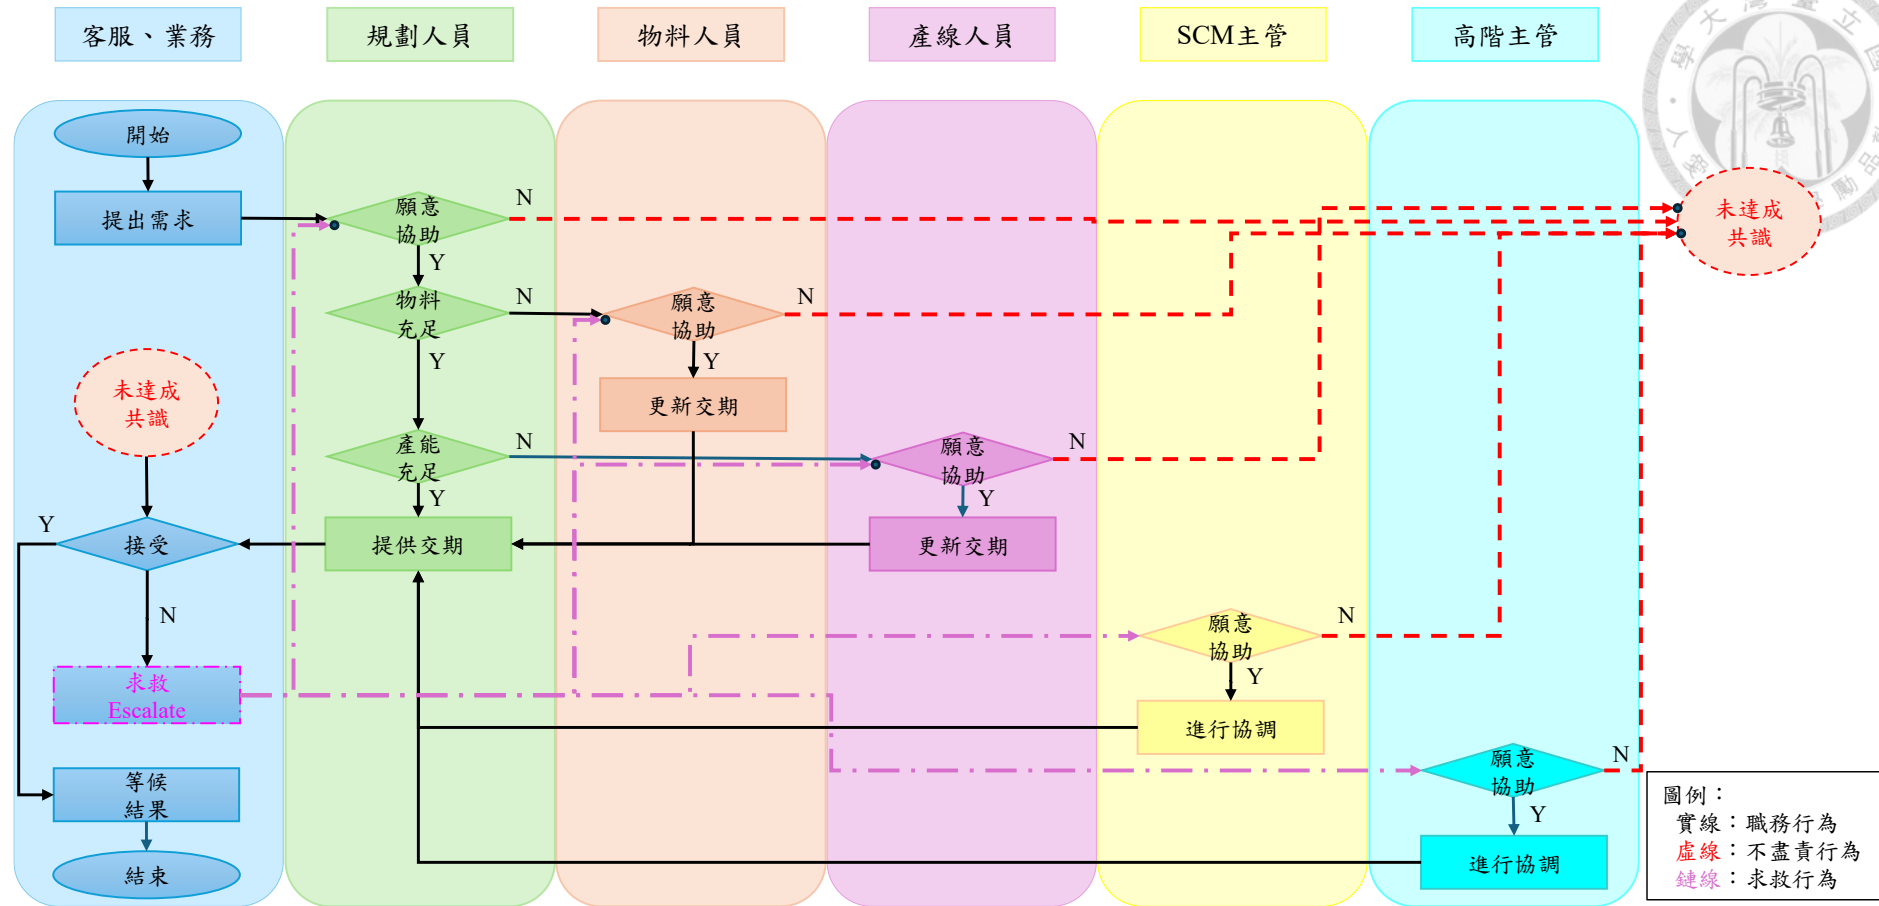 客服、業務
規劃人員
物料人員
產線人員
SCM主管
高階主管
開始
提出需求
願意
協助
N
Y
物料
充足
N
Y
願意
協助
N
Y
更新交期
未達成
共識
未達成
共識
產能
充足
N
Y
願意
協助
N
Y
接受
Y
N
提供交期
更新交期
求救
Escalate
願意
協助
N
Y
進行協調
等候
結果
願意
協助
N
Y
進行協調
結束
圖例：
實線：職務行為
虛線：不盡責行為
鏈線：求救行為